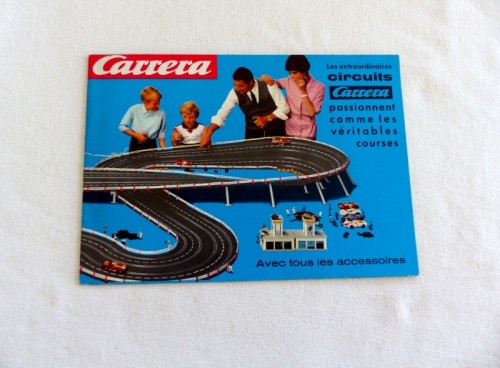 Carrera
Les extraordinaires
circuits
Carrera
passionnent
comme les
véritables
courses
Avec tous les accessoires